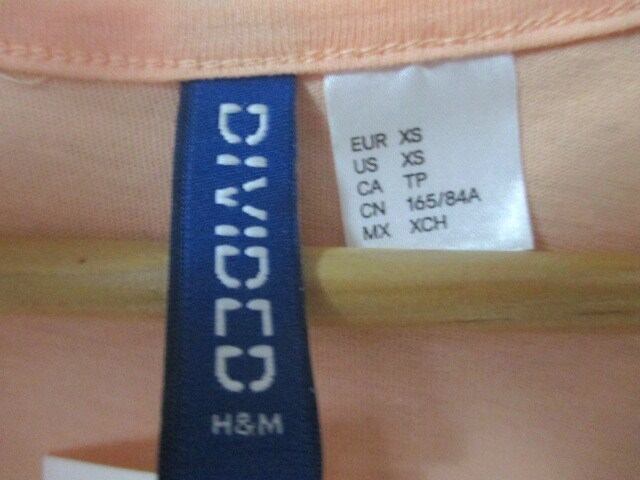 DIVIDED
H&M
EUR XS
US XS
CA TP
CN 165/84A
MX XCH